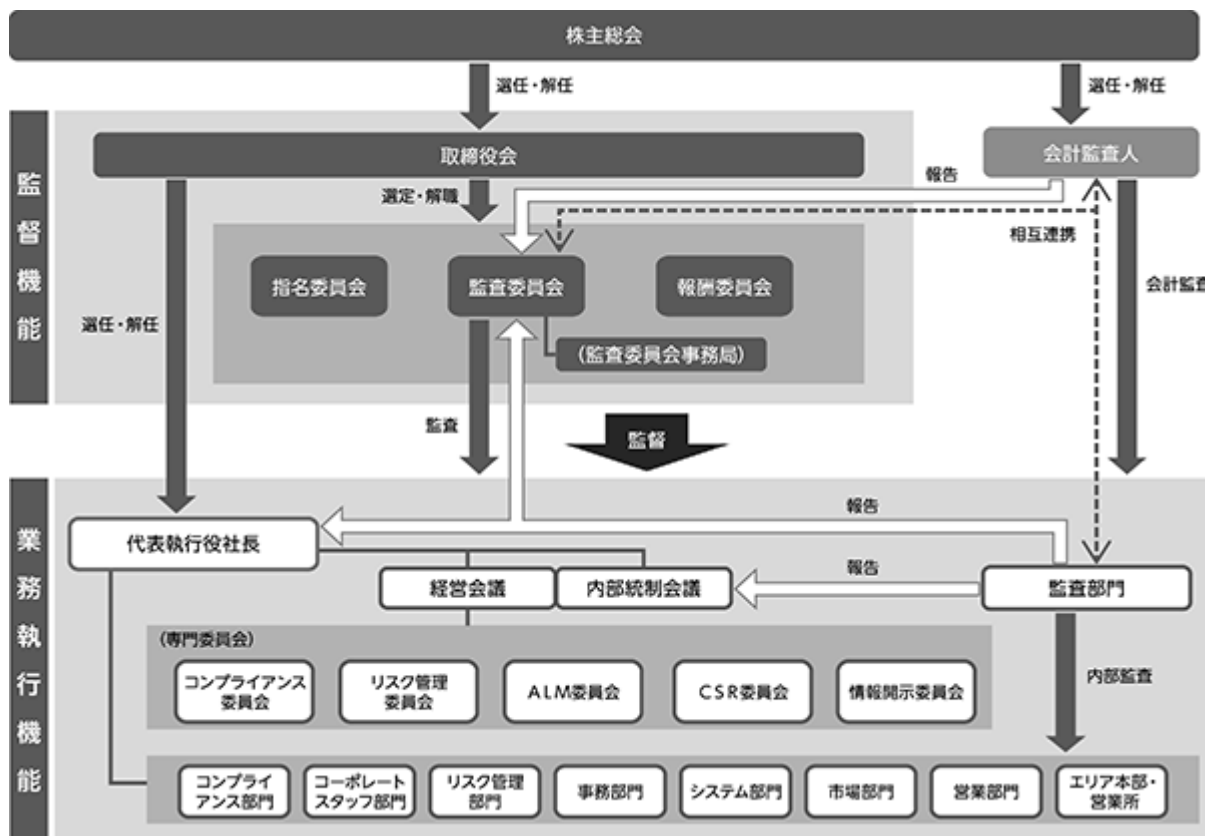 株主総会
選任・解任
選任・解任
監督機能
取締役会
会計監査人
報告
選定・解職
相互連携
指名委員会
監査委員会
報酬委員会
会計監査
選任・解任
（監査委員会事務局）
監査
監督
業務執行機能
報告
代表執行役社長
経営会議
内部統制会議
報告
監査部門
（専門委員会）
内部監査
コンプライアンス
委員会
リスク管理
委員会
ALM委員会
CSR委員会
情報開示委員会
コンプライ
アンス部門
コーポレート
スタッフ部門
リスク管理
部門
事務部門
システム部門
市場部門
営業部門
エリア本部・
営業所